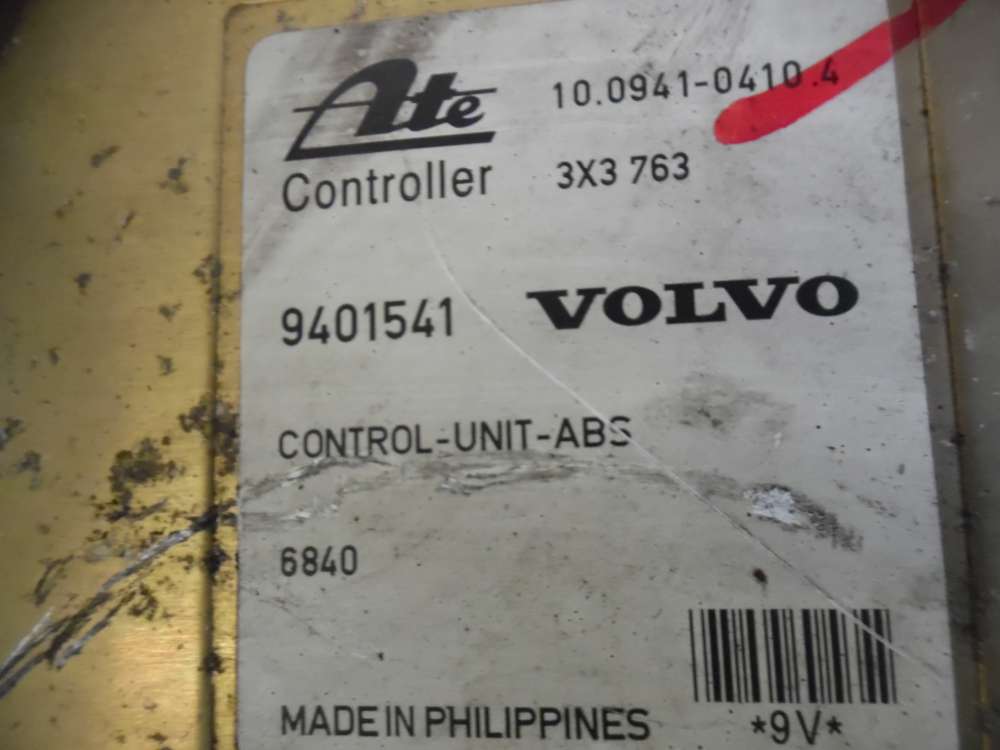 Ate 10.0941-0410.4
Controller 3X3 763
9401541 VOLVO
CONTROL-UNIT-ABS
6840
MADE IN PHILIPPINES *9V*